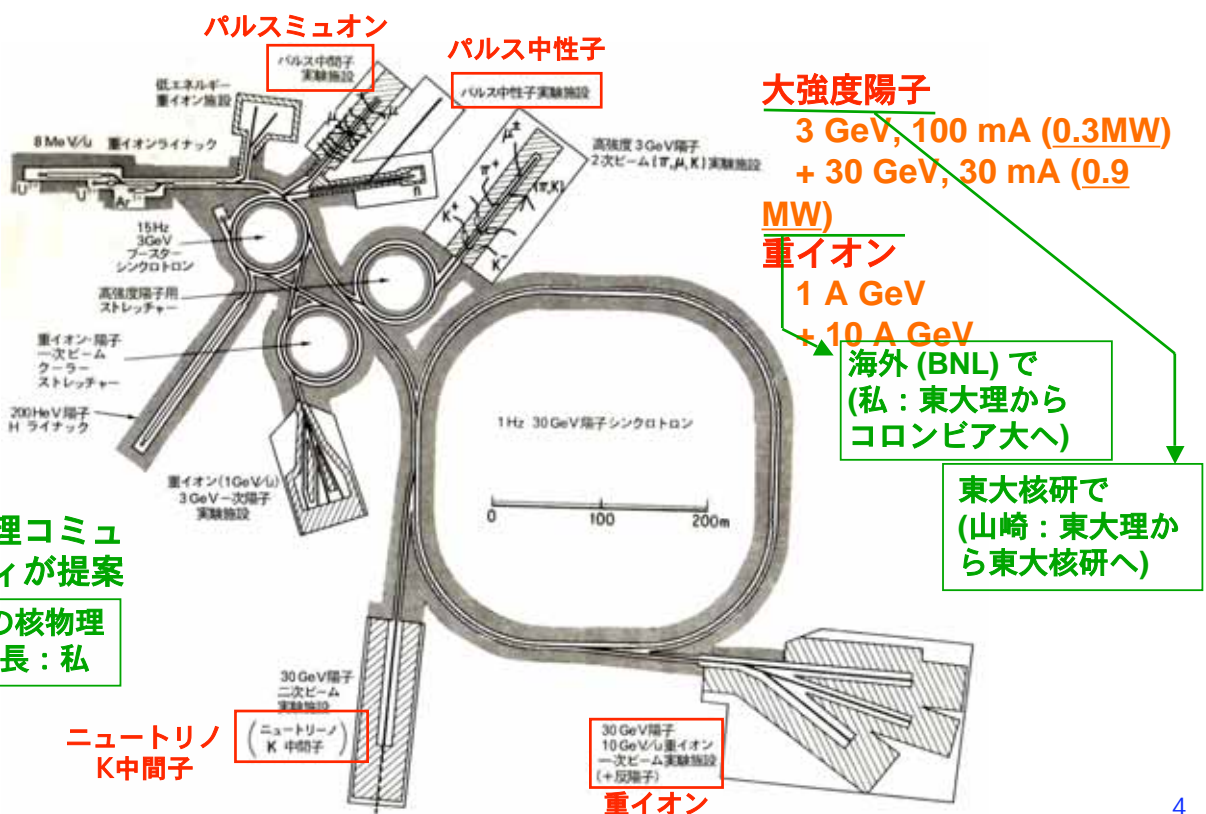 パルスミュオン
パルス中間子
実験施設
パルス中性子
パルス中性子実験施設
低エネルギー
重イオン施設
8 MeV/u 重イオンライナック
高強度 3 GeV陽子
2次ビーム (π,μ,K) 実験施設
μ
μ±
π+
(π,K)
K+
K-
n
U
U
Ar
15Hz
3GeV
ブースター
シンクロトロン
高強度陽子用
ストレッチャー
重イオン・陽子
一次ビーム
クーラー
ストレッチャー
200 MeV 陽子
H ライナック
重イオン(1GeV/u)
3GeV一次陽子
実験施設
1Hz 30GeV陽子シンクロトロン
0 100 200m
大強度陽子
3 GeV, 100 mA (0.3MW)
+ 30 GeV, 30 mA (0.9
MW)
重イオン
1 A GeV
+ 10 A GeV
海外 (BNL) で
(私：東大理から
コロンビア大へ)
東大核研で
(山崎：東大理か
ら東大核研へ)
理コミュ
ィが提案
の核物理
長：私
30GeV陽子
二次ビーム
実験施設
(ニュートリーノ
K 中間子)
ニュートリノ
K中間子
30GeV陽子
10GeV/u重イオン
一次ビーム実験施設
(+反陽子)
重イオン
4